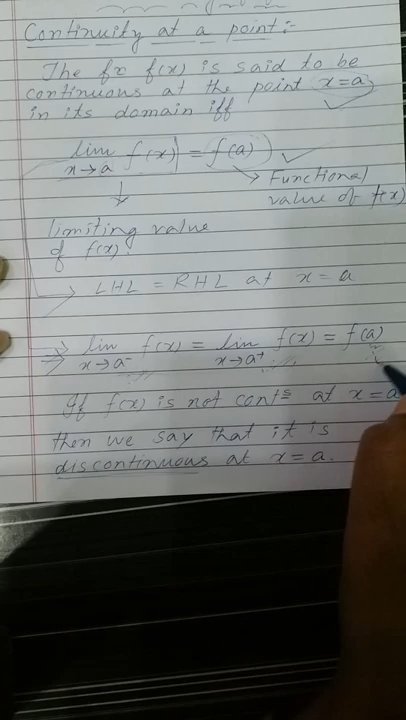 Continuity at a point :-
The fx f(x) is said to be
continuous at the point x=a
in its domain iff
lim f(x) = f(a)
x→a
→ Functional
value of f(x)
limiting value
of f(x).
LHL = RHL at x = a
⇒ lim f(x) = lim f(x) = f(a)
x→a⁻ x→a⁺
If f(x) is not contˢ at x=a
then we say that it is
discontinuous at x=a.